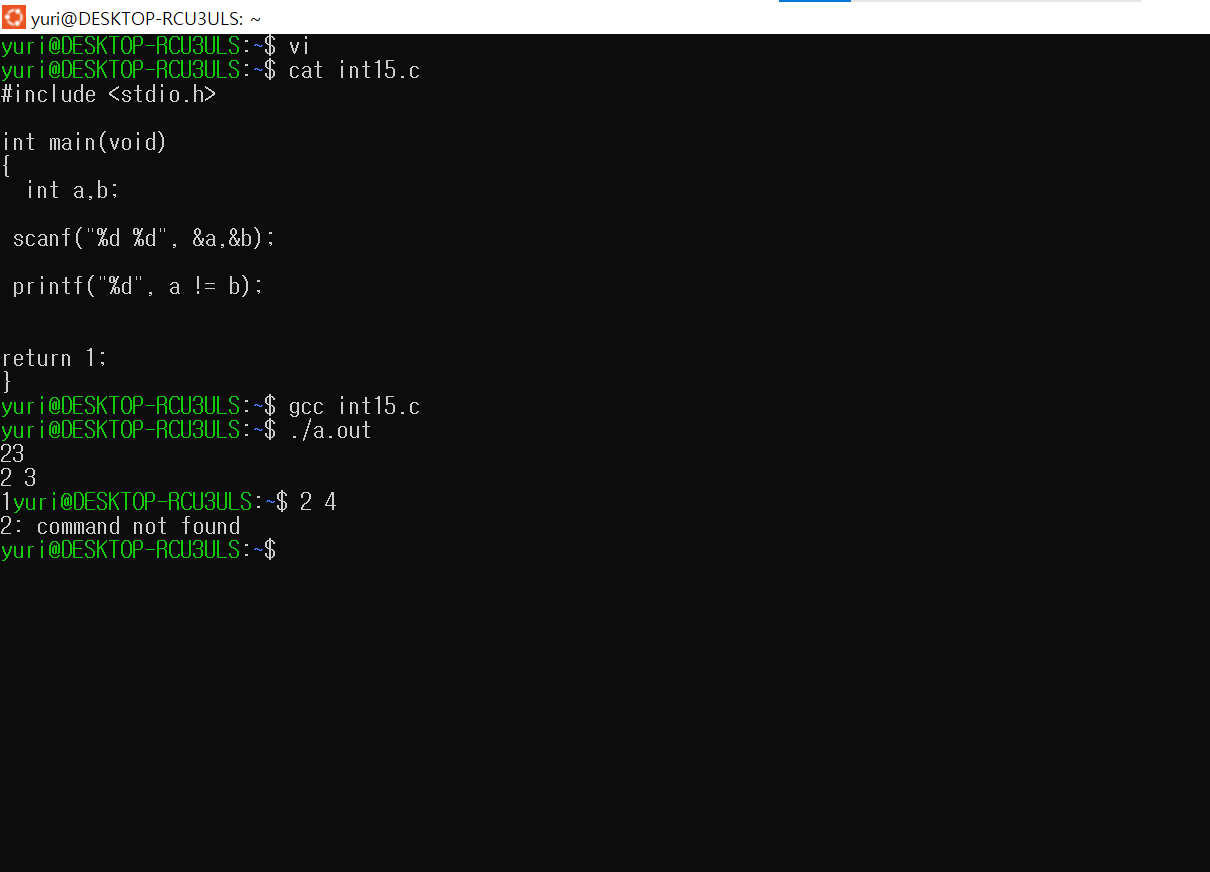 yuri@DESKTOP-RCU3ULS: ~
yuri@DESKTOP-RCU3ULS:~$ vi
yuri@DESKTOP-RCU3ULS:~$ cat int15.c
#include <stdio.h>
int main(void)
{
  int a,b;
 scanf("%d %d", &a,&b);
 printf("%d", a != b);
return 1;
}
yuri@DESKTOP-RCU3ULS:~$ gcc int15.c
yuri@DESKTOP-RCU3ULS:~$ ./a.out
23
2 3
1yuri@DESKTOP-RCU3ULS:~$ 2 4
2: command not found
yuri@DESKTOP-RCU3ULS:~$